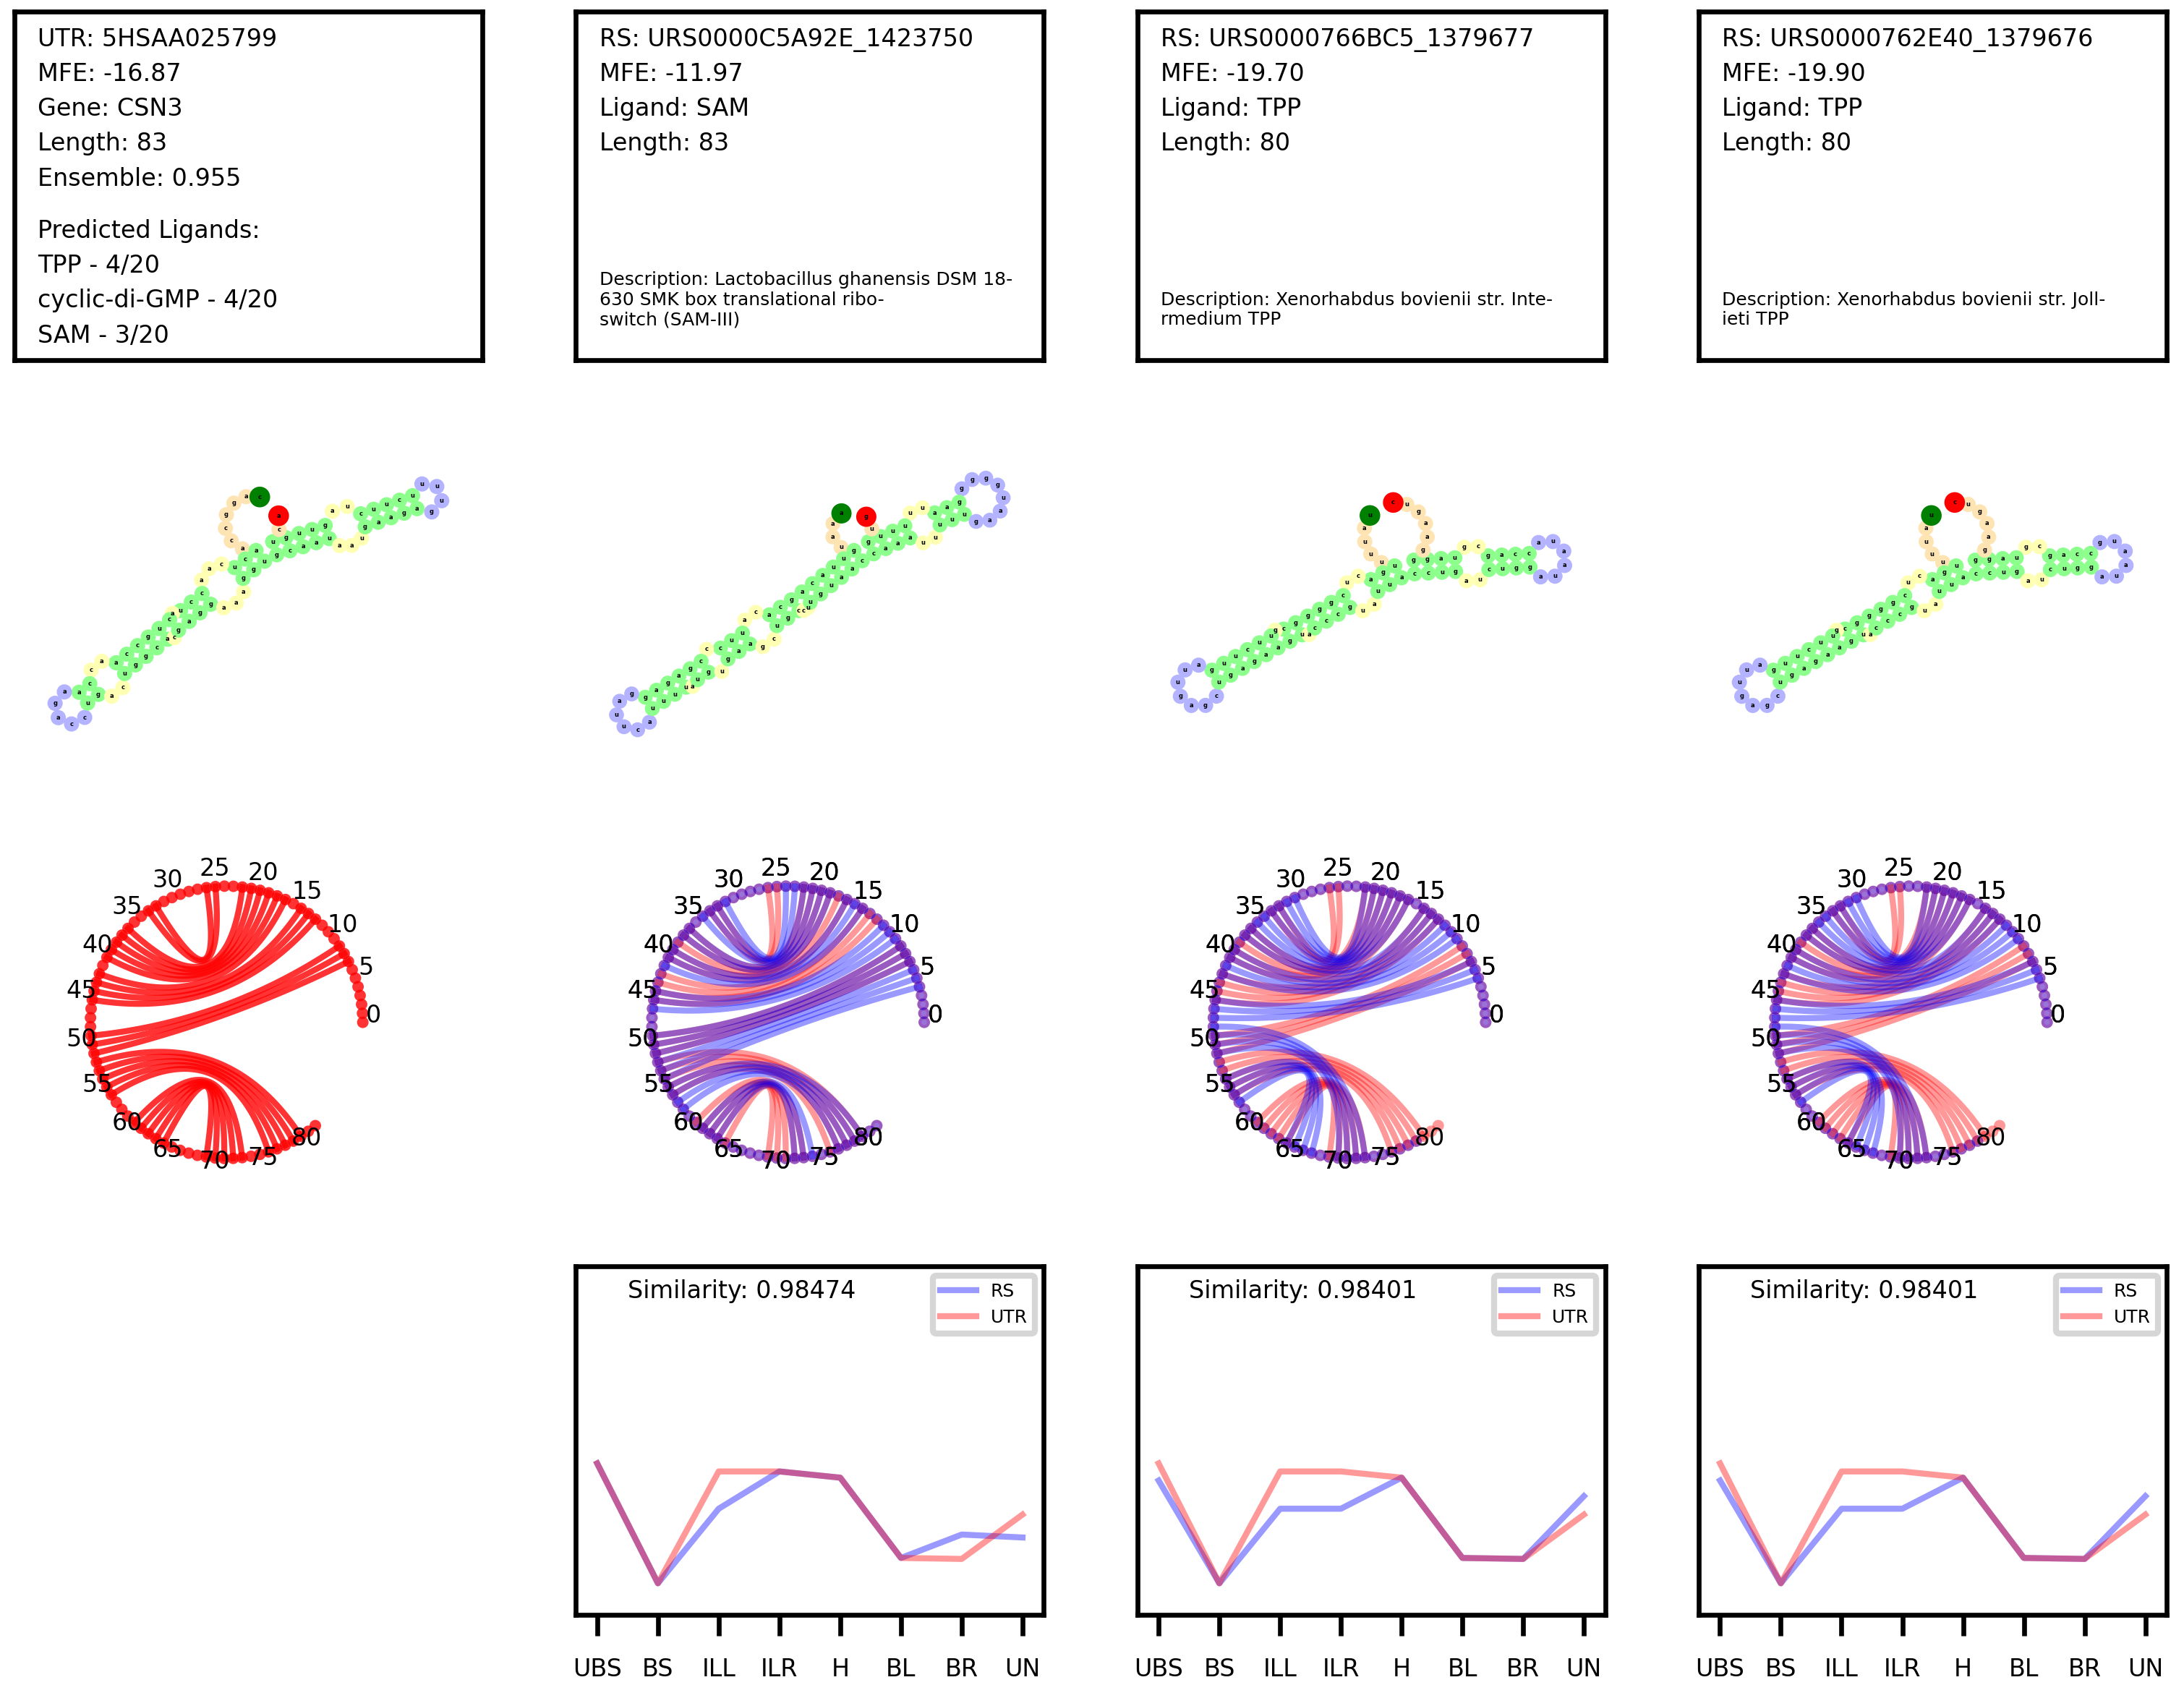 UTR: 5HSAA025799
MFE: -16.87
Gene: CSN3
Length: 83
Ensemble: 0.955
Predicted Ligands:
TPP - 4/20
cyclic-di-GMP - 4/20
SAM - 3/20
RS: URS0000C5A92E_1423750
MFE: -11.97
Ligand: SAM
Length: 83
Description: Lactobacillus ghanensis DSM 18-
630 SMK box translational ribo-
switch (SAM-III)
RS: URS0000766BC5_1379677
MFE: -19.70
Ligand: TPP
Length: 80
Description: Xenorhabdus bovienii str. Inte-
rmedium TPP
RS: URS0000762E40_1379676
MFE: -19.90
Ligand: TPP
Length: 80
Description: Xenorhabdus bovienii str. Joll-
ieti TPP
0 5 10 15 20 25 30 35 40 45 50 55 60 65 70 75 80
0 5 10 15 20 25 30 35 40 45 50 55 60 65 70 75 80
0 5 10 15 20 25 30 35 40 45 50 55 60 65 70 75 80
0 5 10 15 20 25 30 35 40 45 50 55 60 65 70 75 80
Similarity: 0.98474
RS
UTR
UBS BS ILL ILR H BL BR UN
Similarity: 0.98401
RS
UTR
UBS BS ILL ILR H BL BR UN
Similarity: 0.98401
RS
UTR
UBS BS ILL ILR H BL BR UN